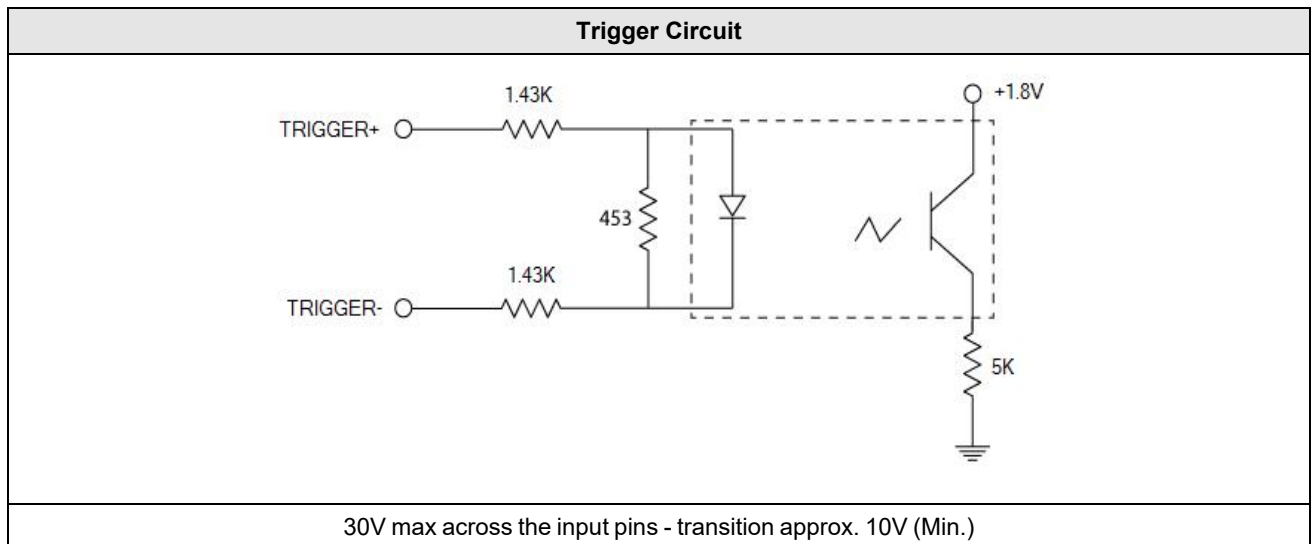 Trigger Circuit
1.43K
+1.8V
TRIGGER+
453
1.43K
TRIGGER-
5K
30V max across the input pins - transition approx. 10V (Min.)